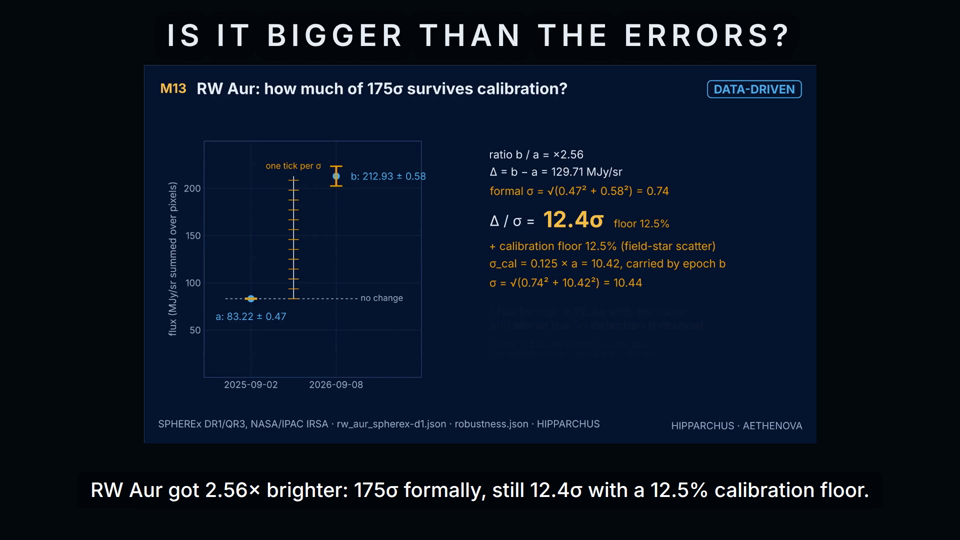 IS IT BIGGER THAN THE ERRORS?
M13 RW Aur: how much of 175σ survives calibration?
DATA-DRIVEN
flux (MJy/sr summed over pixels)
200
150
100
50
one tick per σ
b: 212.93 ± 0.58
no change
a: 83.22 ± 0.47
2025-09-02
2026-09-08
ratio b / a = ×2.56
Δ = b − a = 129.71 MJy/sr
formal σ = √(0.47² + 0.58²) = 0.74
Δ / σ = 12.4σ floor 12.5%
+ calibration floor 12.5% (field-star scatter)
σ_cal = 0.125 × a = 10.42, carried by epoch b
σ = √(0.74² + 10.42²) = 10.44
SPHEREx DR1/QR3, NASA/IPAC IRSA · rw_aur_spherex-d1.json · robustness.json · HIPPARCHUS
HIPPARCHUS · AETHENOVA
RW Aur got 2.56× brighter: 175σ formally, still 12.4σ with a 12.5% calibration floor.